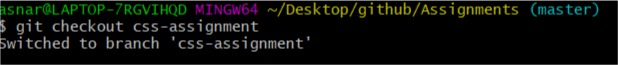 asnar@LAPTOP-7RGVIHQD MINGW64 ~/Desktop/github/Assignments (master)
$ git checkout css-assignment
Switched to branch 'css-assignment'